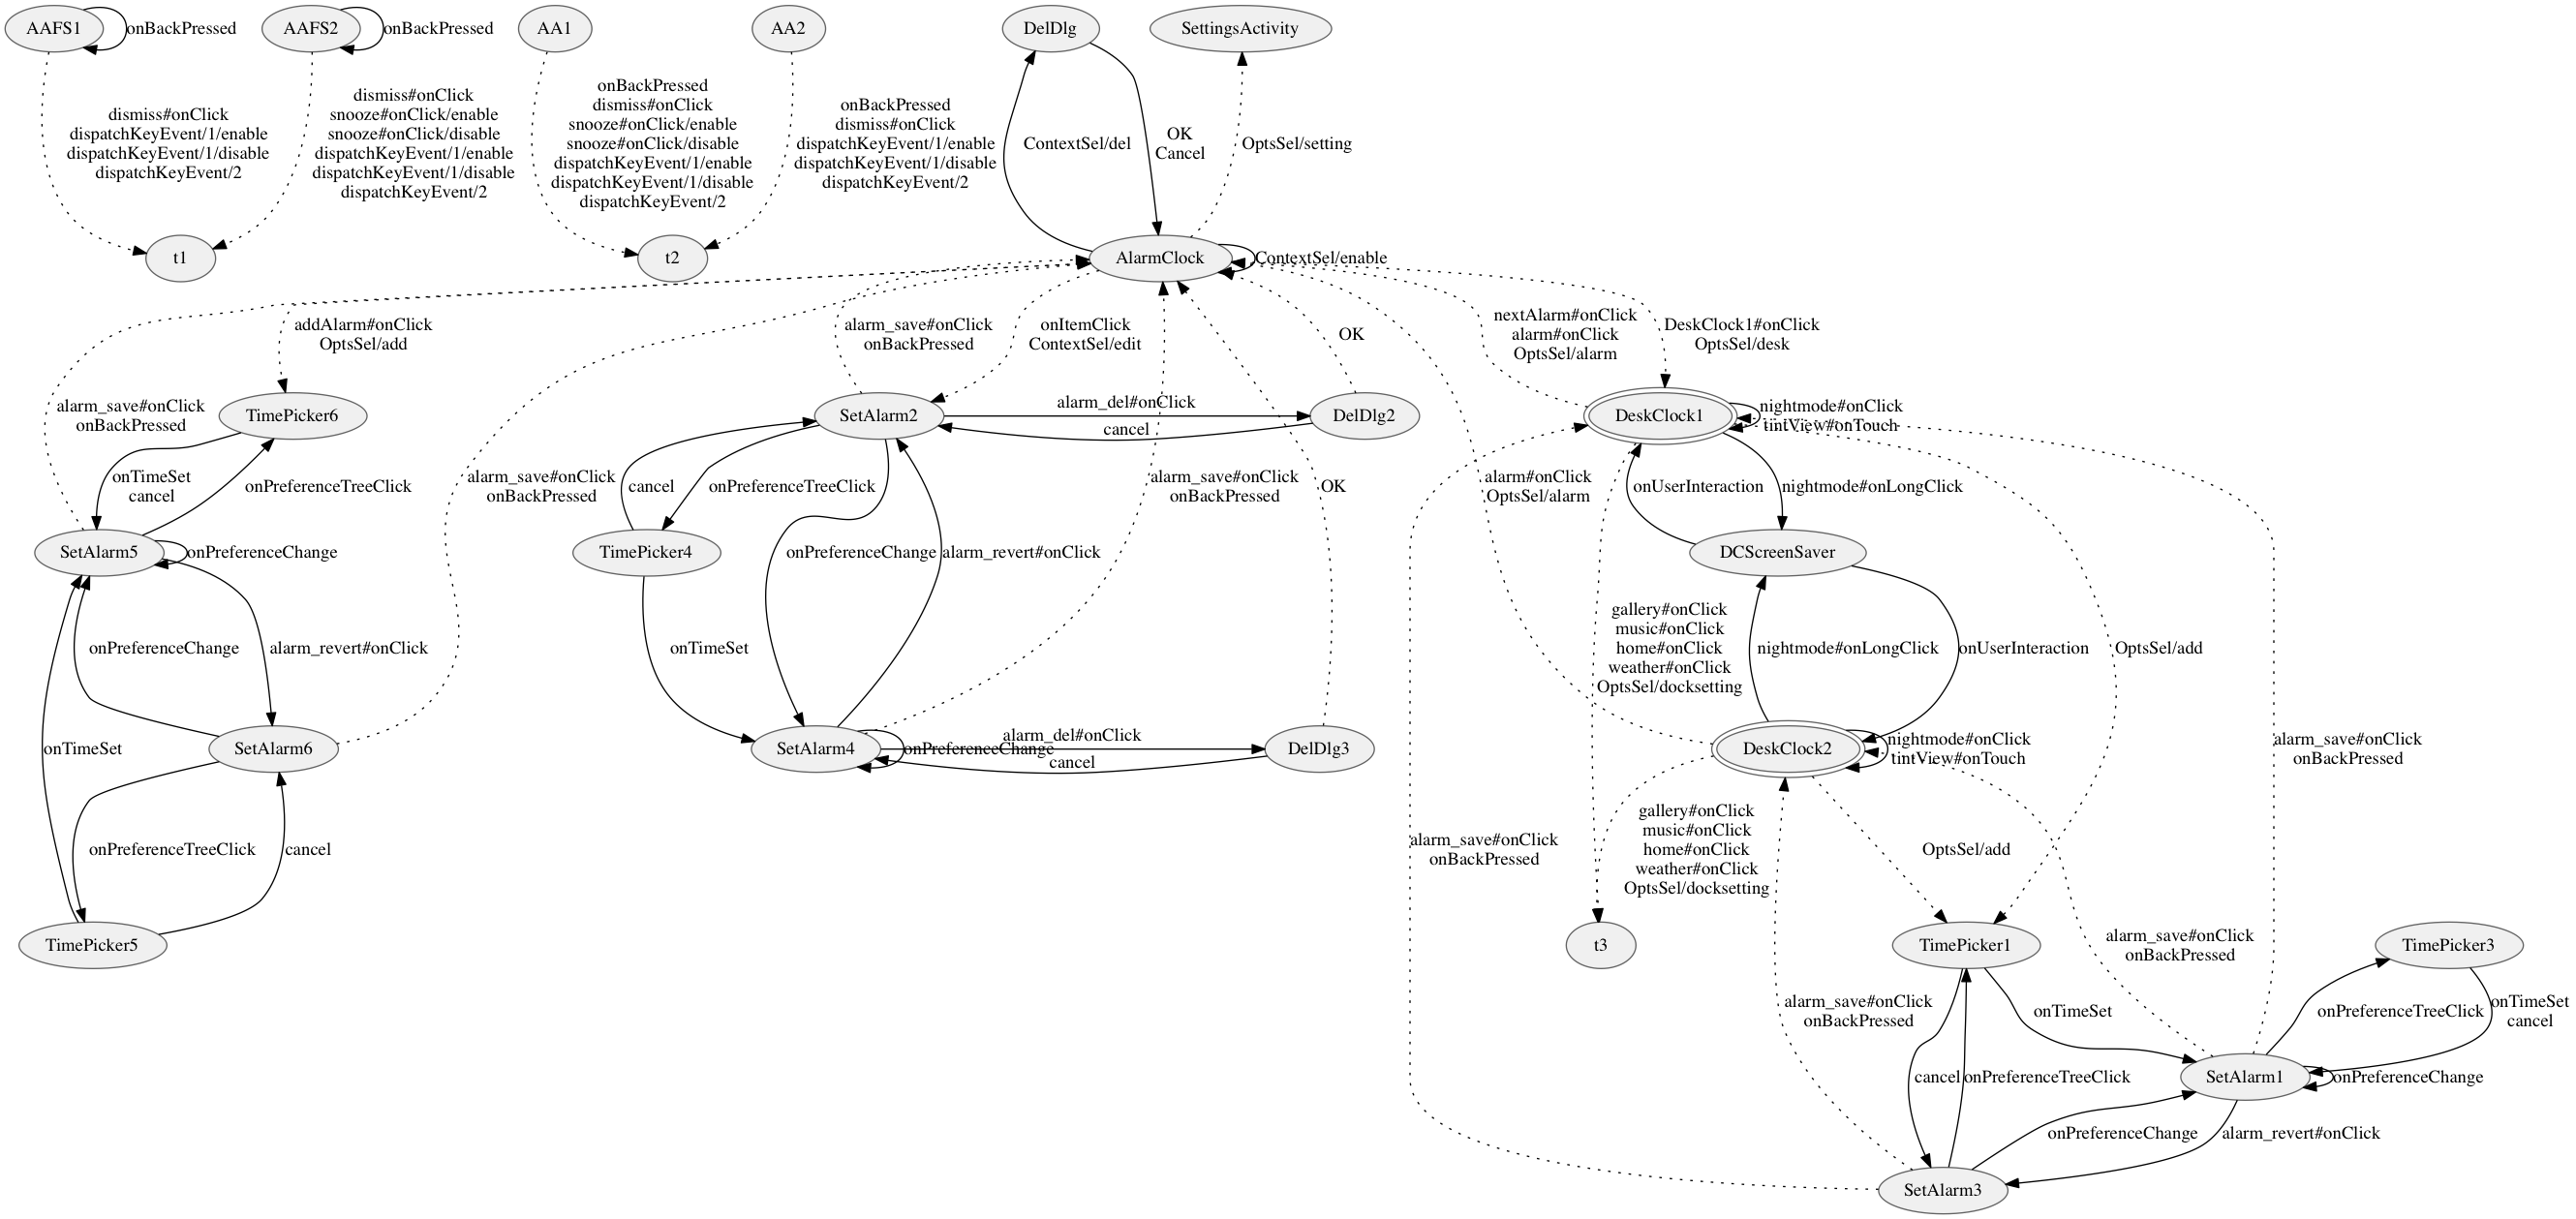 AAFS1
onBackPressed
AAFS2
onBackPressed
AA1
AA2
DelDlg
SettingsActivity
dismiss#onClick
dispatchKeyEvent/1/enable
dispatchKeyEvent/1/disable
dispatchKeyEvent/2
dismiss#onClick
snooze#onClick/enable
snooze#onClick/disable
dispatchKeyEvent/1/enable
dispatchKeyEvent/1/disable
dispatchKeyEvent/2
onBackPressed
dismiss#onClick
snooze#onClick/enable
snooze#onClick/disable
dispatchKeyEvent/1/enable
dispatchKeyEvent/1/disable
dispatchKeyEvent/2
onBackPressed
dismiss#onClick
dispatchKeyEvent/1/enable
dispatchKeyEvent/1/disable
dispatchKeyEvent/2
ContextSel/del
OK
Cancel
OptsSel/setting
t1
t2
AlarmClock
ContextSel/enable
addAlarm#onClick
OptsSel/add
alarm_save#onClick
onBackPressed
onItemClick
ContextSel/edit
OK
nextAlarm#onClick
alarm#onClick
OptsSel/alarm
DeskClock1#onClick
OptsSel/desk
alarm_save#onClick
onBackPressed
TimePicker6
SetAlarm2
alarm_del#onClick
cancel
DelDlg2
DeskClock1
nightmode#onClick
tintView#onTouch
onTimeSet
cancel
onPreferenceTreeClick
alarm_save#onClick
onBackPressed
cancel
onPreferenceTreeClick
alarm_save#onClick
onBackPressed
OK
alarm#onClick
OptsSel/alarm
onUserInteraction
nightmode#onLongClick
SetAlarm5
onPreferenceChange
TimePicker4
onPreferenceChange
alarm_revert#onClick
DCScreenSaver
onPreferenceChange
alarm_revert#onClick
onTimeSet
gallery#onClick
music#onClick
home#onClick
weather#onClick
OptsSel/docksetting
nightmode#onLongClick
onUserInteraction
OptsSel/add
onTimeSet
SetAlarm6
SetAlarm4
onPreferenceChange
alarm_del#onClick
cancel
DelDlg3
DeskClock2
nightmode#onClick
tintView#onTouch
alarm_save#onClick
onBackPressed
onPreferenceTreeClick
cancel
alarm_save#onClick
onBackPressed
gallery#onClick
music#onClick
home#onClick
weather#onClick
OptsSel/docksetting
OptsSel/add
TimePicker5
t3
TimePicker1
alarm_save#onClick
onBackPressed
TimePicker3
alarm_save#onClick
onBackPressed
onTimeSet
onPreferenceTreeClick
onTimeSet
cancel
cancel
onPreferenceTreeClick
SetAlarm1
onPreferenceChange
onPreferenceChange
alarm_revert#onClick
SetAlarm3